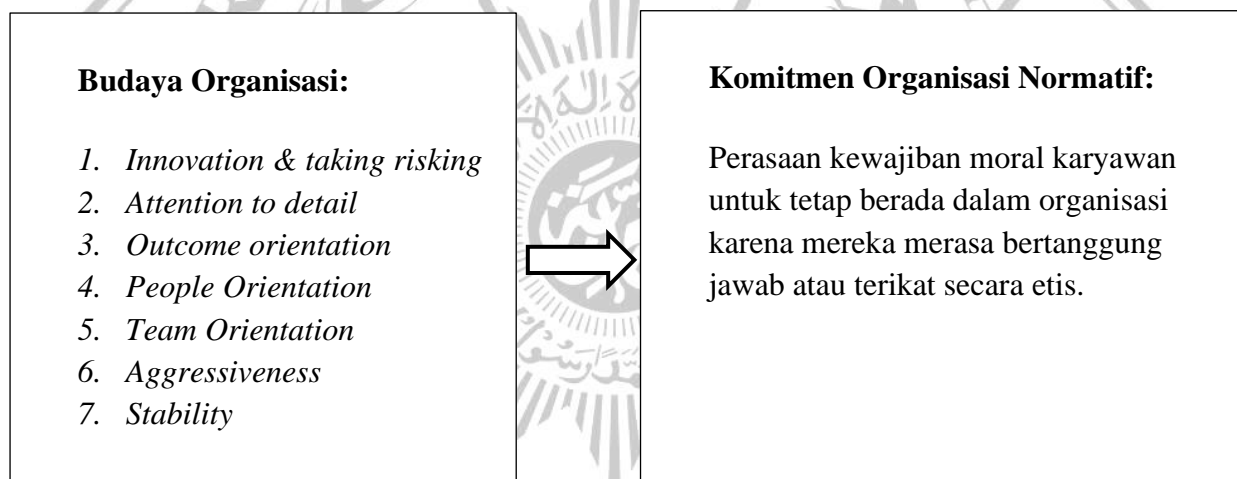 Budaya Organisasi:
1. Innovation & taking risking
2. Attention to detail
3. Outcome orientation
4. People Orientation
5. Team Orientation
6. Aggressiveness
7. Stability
Komitmen Organisasi Normatif:
Perasaan kewajiban moral karyawan
untuk tetap berada dalam organisasi
karena mereka merasa bertanggung
jawab atau terikat secara etis.